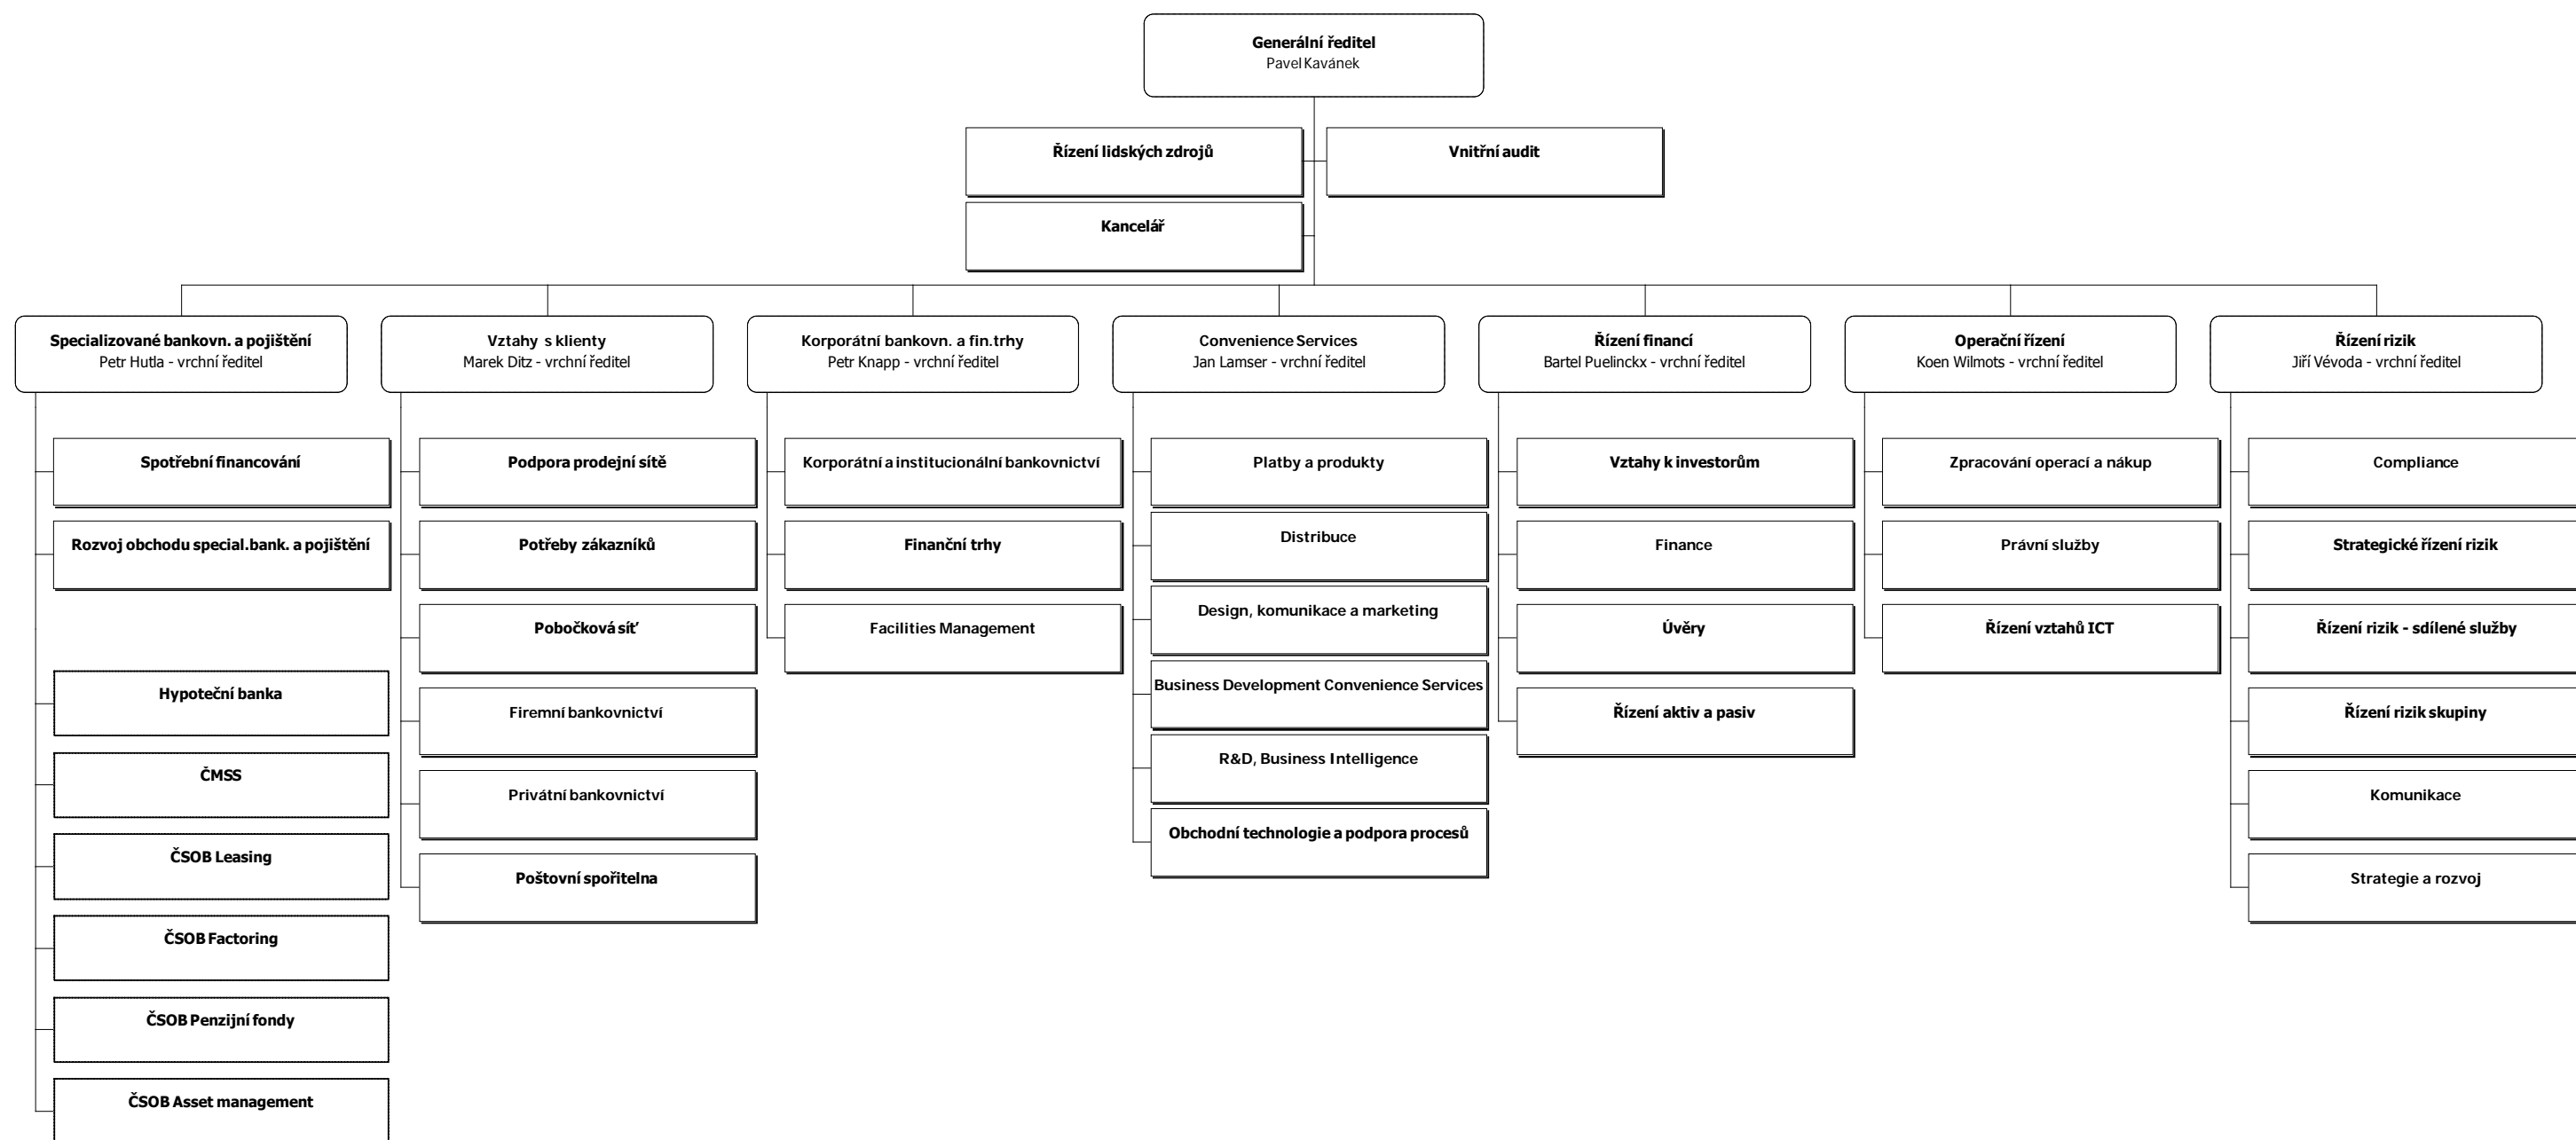 Generální ředitel
Pavel Kavánek
Řízení lidských zdrojů
Vnitřní audit
Kancelář
Specializované bankovn. a pojištění
Petr Hutla - vrchní ředitel
Vztahy s klienty
Marek Ditz - vrchní ředitel
Korporátní bankovn. a fin.trhy
Petr Knapp - vrchní ředitel
Convenience Services
Jan Lamser - vrchní ředitel
Řízení financí
Bartel Puelinckx - vrchní ředitel
Operační řízení
Koen Wilmots - vrchní ředitel
Řízení rizik
Jiří Vévoda - vrchní ředitel
Spotřební financování
Rozvoj obchodu special.bank. a pojištění
Hypoteční banka
ČMSS
ČSOB Leasing
ČSOB Factoring
ČSOB Penzijní fondy
ČSOB Asset management
Podpora prodejní sítě
Potřeby zákazníků
Pobočková síť
Firemní bankovnictví
Privátní bankovnictví
Poštovní spořitelna
Korporátní a institucionální bankovnictví
Finanční trhy
Facilities Management
Platby a produkty
Distribuce
Design, komunikace a marketing
Business Development Convenience Services
R&D, Business Intelligence
Obchodní technologie a podpora procesů
Vztahy k investorům
Finance
Úvěry
Řízení aktiv a pasiv
Zpracování operací a nákup
Právní služby
Řízení vztahů ICT
Compliance
Strategické řízení rizik
Řízení rizik - sdílené služby
Řízení rizik skupiny
Komunikace
Strategie a rozvoj